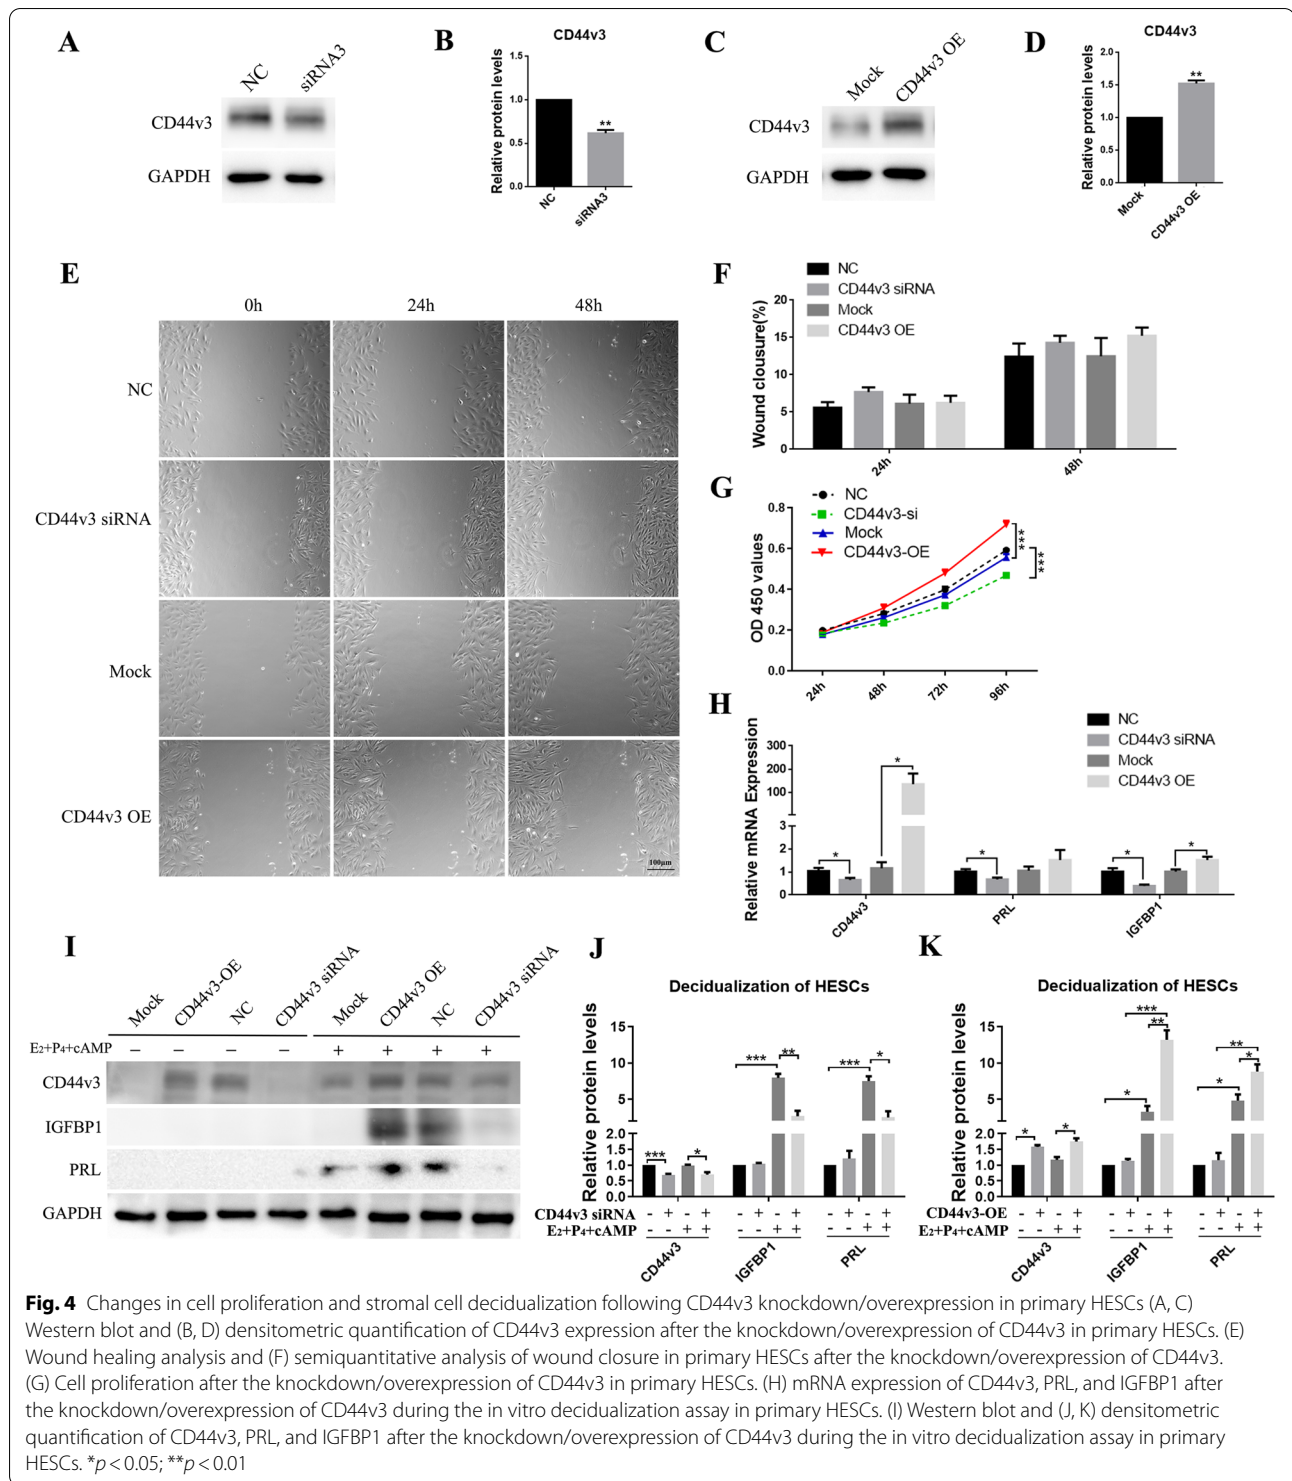 A
NC
siRNA3
CD44v3
GAPDH
B
CD44v3
Relative protein levels
1.5
1.0
0.5
0.0
**
NC
siRNA3
C
Mock
CD44v3 OE
CD44v3
GAPDH
D
CD44v3
Relative protein levels
2.0
1.5
1.0
0.5
0.0
**
Mock
CD44v3 OE
E
0h
24h
48h
NC
CD44v3 siRNA
Mock
CD44v3 OE
100μm
F
NC
CD44v3 siRNA
Mock
CD44v3 OE
Wound clousure(%)
20
15
10
5
0
24h
48h
G
NC
CD44v3-si
Mock
CD44v3-OE
OD 450 values
0.8
0.6
0.4
0.2
0.0
***
***
24h
48h
72h
96h
H
NC
CD44v3 siRNA
Mock
CD44v3 OE
Relative mRNA Expression
300
200
100
3
2
1
0
* * * * *
CD44v3
PRL
IGFBP1
I
Mock
CD44v3-OE
NC
CD44v3 siRNA
Mock
CD44v3 OE
NC
CD44v3 siRNA
E2+P4+cAMP
− − − − + + + +
CD44v3
IGFBP1
PRL
GAPDH
J
Decidualization of HESCs
Relative protein levels
15
10
5
2.0
1.5
1.0
0.5
0.0
*** * *** ** *** *
CD44v3 siRNA - + - + - + - + - + - +
E2+P4+cAMP - - + + - - + + - - + +
CD44v3
IGFBP1
PRL
K
Decidualization of HESCs
Relative protein levels
15
10
5
2.0
1.5
1.0
0.5
0.0
* * * *** ** * ** *
CD44v3-OE - + - + - + - + - + - +
E2+P4+cAMP - - + + - - + + - - + +
CD44v3
IGFBP1
PRL
Fig. 4 Changes in cell proliferation and stromal cell decidualization following CD44v3 knockdown/overexpression in primary HESCs (A, C)
Western blot and (B, D) densitometric quantification of CD44v3 expression after the knockdown/overexpression of CD44v3 in primary HESCs. (E)
Wound healing analysis and (F) semiquantitative analysis of wound closure in primary HESCs after the knockdown/overexpression of CD44v3.
(G) Cell proliferation after the knockdown/overexpression of CD44v3 in primary HESCs. (H) mRNA expression of CD44v3, PRL, and IGFBP1 after
the knockdown/overexpression of CD44v3 during the in vitro decidualization assay in primary HESCs. (I) Western blot and (J, K) densitometric
quantification of CD44v3, PRL, and IGFBP1 after the knockdown/overexpression of CD44v3 during the in vitro decidualization assay in primary
HESCs. *p < 0.05; **p < 0.01